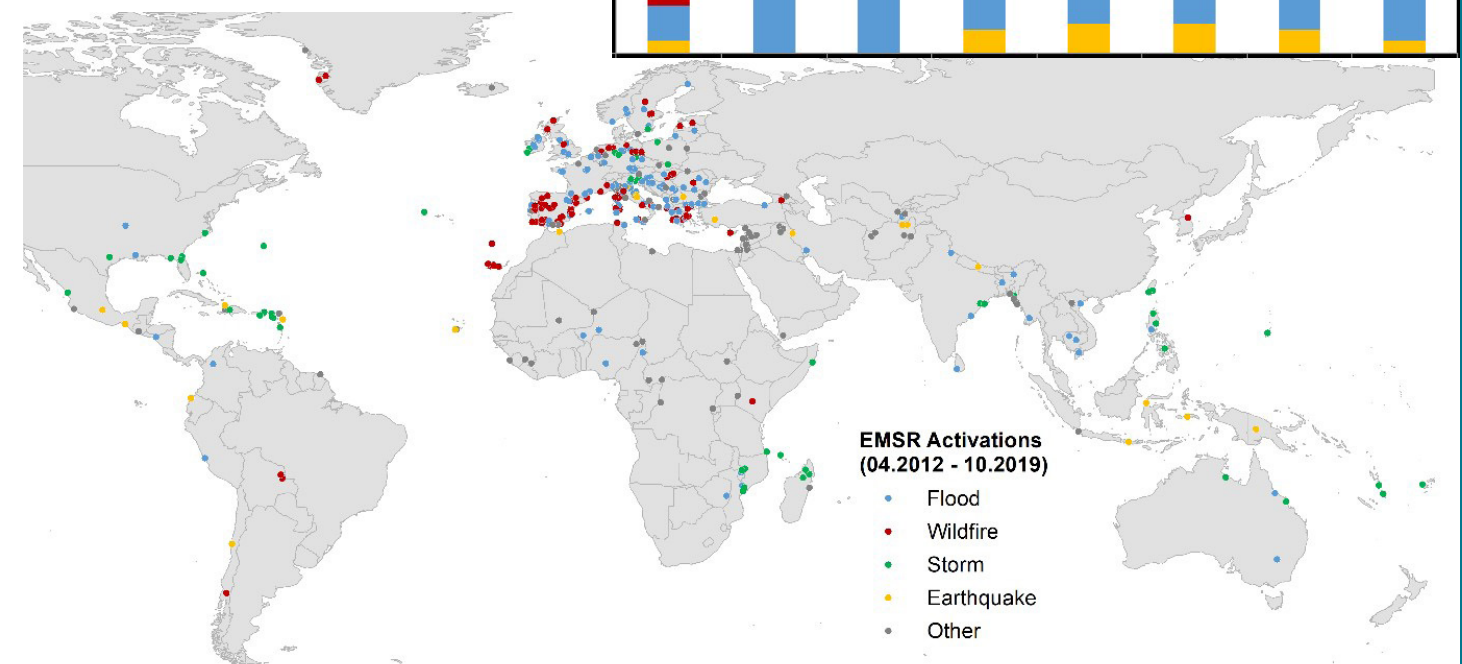 EMSR Activations
(04.2012 - 10.2019)
Flood
Wildfire
Storm
Earthquake
Other